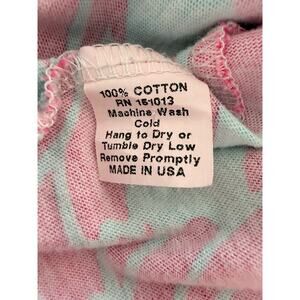 100% COTTON
RN 151013
Machine Wash
Cold
Hang to Dry or
Tumble Dry Low
Remove Promptly
MADE IN USA